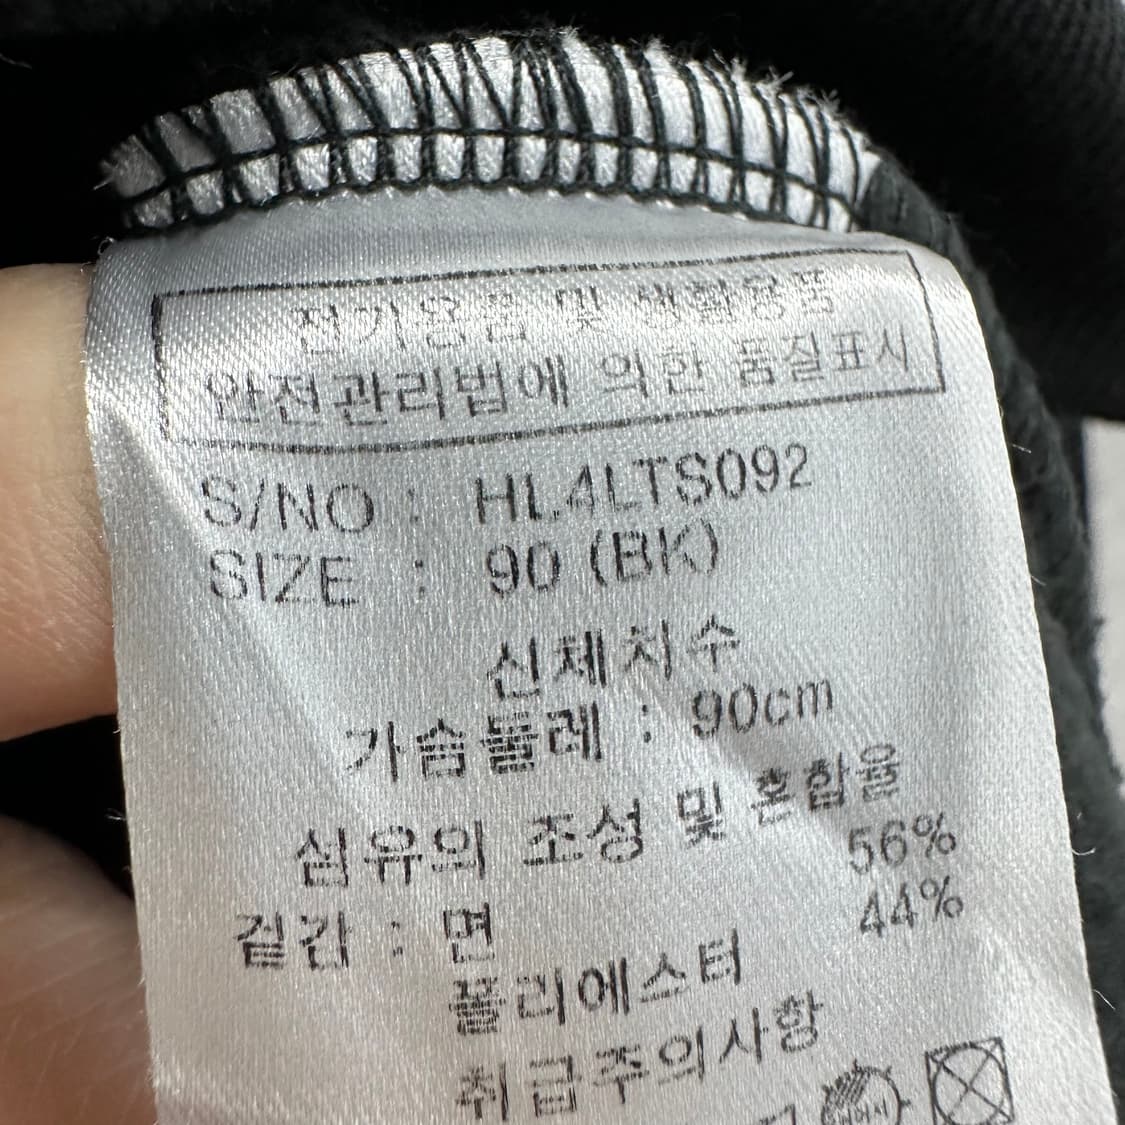 전기용품 및 생활용품
안전관리법에 의한 품질표시
S/NO : HL4LTS092
SIZE : 90 (BK)
신체치수
가슴둘레 : 90cm
섬유의 조성 및 혼합율
겉감 : 면 56%
폴리에스터 44%
취급주의사항